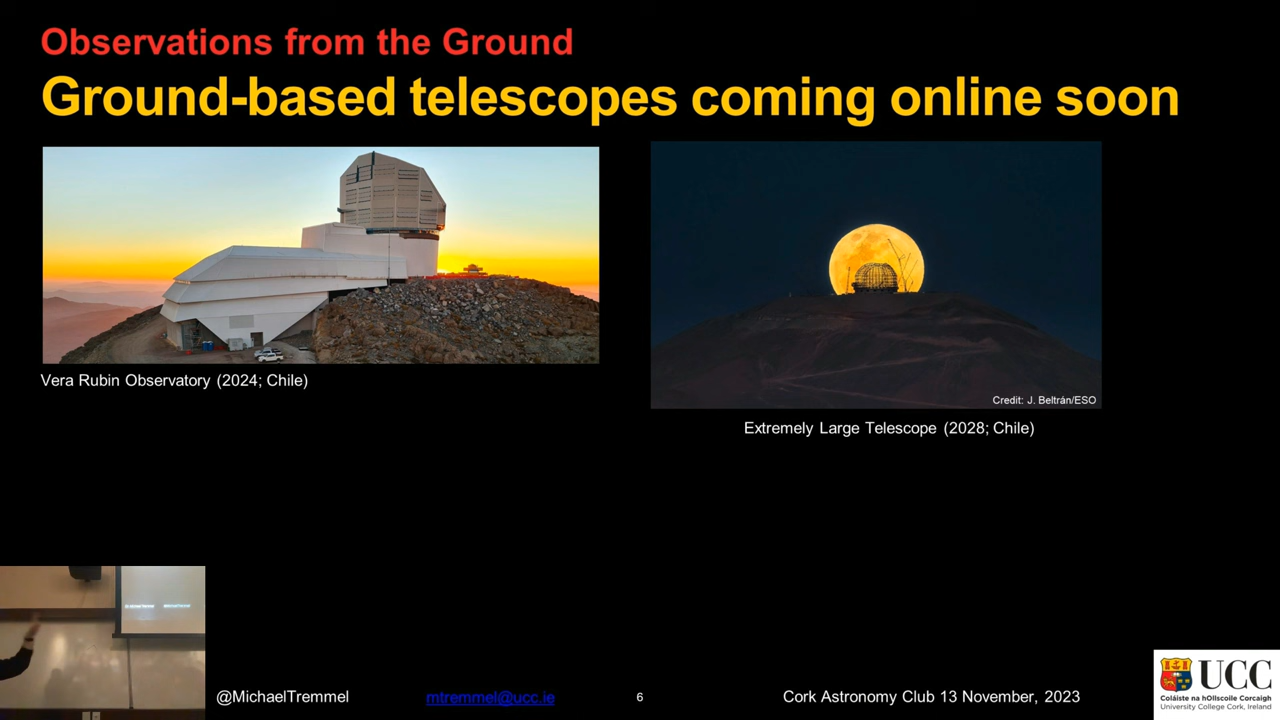 Observations from the Ground
Ground-based telescopes coming online soon
Credit: J. Beltrán/ESO
Vera Rubin Observatory (2024; Chile)
Extremely Large Telescope (2028; Chile)
@MichaelTremmel
mtremmel@ucc.ie
6
Cork Astronomy Club 13 November, 2023
UCC
Coláiste na hOllscoile Corcaigh
University College Cork, Ireland